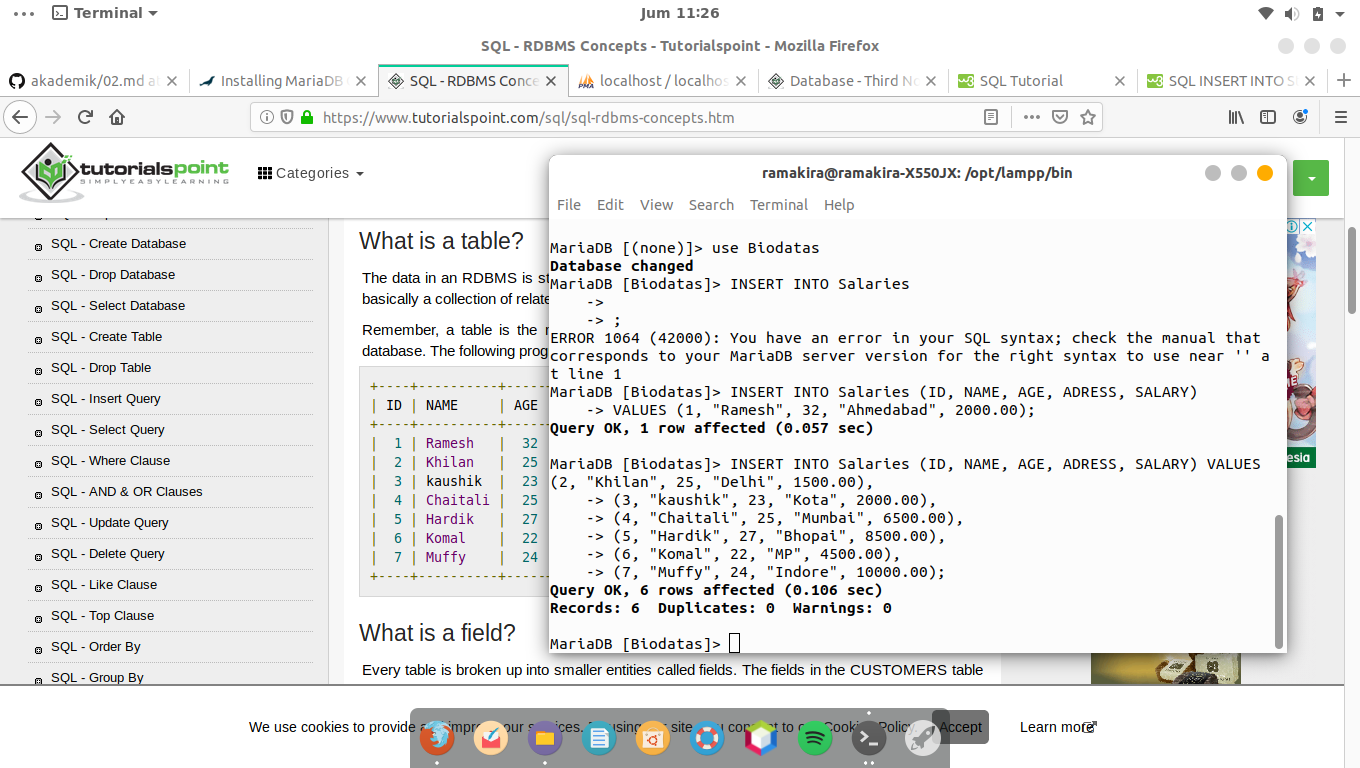 Terminal
Jum 11:26
SQL - RDBMS Concepts - Tutorialspoint - Mozilla Firefox
akademik/02.md at
Installing MariaDB
SQL - RDBMS Conce
localhost / localhos
Database - Third No
SQL Tutorial
SQL INSERT INTO S
https://www.tutorialspoint.com/sql/sql-rdbms-concepts.htm
tutorialspoint
SIMPLYEASYLEARNING
Categories
SQL - Create Database
SQL - Drop Database
SQL - Select Database
SQL - Create Table
SQL - Drop Table
SQL - Insert Query
SQL - Select Query
SQL - Where Clause
SQL - AND & OR Clauses
SQL - Update Query
SQL - Delete Query
SQL - Like Clause
SQL - Top Clause
SQL - Order By
SQL - Group By
What is a table?
The data in an RDBMS is st
basically a collection of relate
Remember, a table is the
database. The following prog
+----+----------+-----
| ID | NAME | AGE
+----+----------+-----
| 1 | Ramesh | 32
| 2 | Khilan | 25
| 3 | kaushik | 23
| 4 | Chaitali | 25
| 5 | Hardik | 27
| 6 | Komal | 22
| 7 | Muffy | 24
+----+----------+-----
What is a field?
Every table is broken up into smaller entities called fields. The fields in the CUSTOMERS table
ramakira@ramakira-X550JX: /opt/lampp/bin
File Edit View Search Terminal Help
MariaDB [(none)]> use Biodatas
Database changed
MariaDB [Biodatas]> INSERT INTO Salaries
->
-> ;
ERROR 1064 (42000): You have an error in your SQL syntax; check the manual that
corresponds to your MariaDB server version for the right syntax to use near '' a
t line 1
MariaDB [Biodatas]> INSERT INTO Salaries (ID, NAME, AGE, ADRESS, SALARY)
-> VALUES (1, "Ramesh", 32, "Ahmedabad", 2000.00);
Query OK, 1 row affected (0.057 sec)
MariaDB [Biodatas]> INSERT INTO Salaries (ID, NAME, AGE, ADRESS, SALARY) VALUES
(2, "Khilan", 25, "Delhi", 1500.00),
-> (3, "kaushik", 23, "Kota", 2000.00),
-> (4, "Chaitali", 25, "Mumbai", 6500.00),
-> (5, "Hardik", 27, "Bhopai", 8500.00),
-> (6, "Komal", 22, "MP", 4500.00),
-> (7, "Muffy", 24, "Indore", 10000.00);
Query OK, 6 rows affected (0.106 sec)
Records: 6 Duplicates: 0 Warnings: 0
MariaDB [Biodatas]>
esia
We use cookies to provide and improve our services. By using our site, you consent to our Cookies Policy.
Accept
Learn more